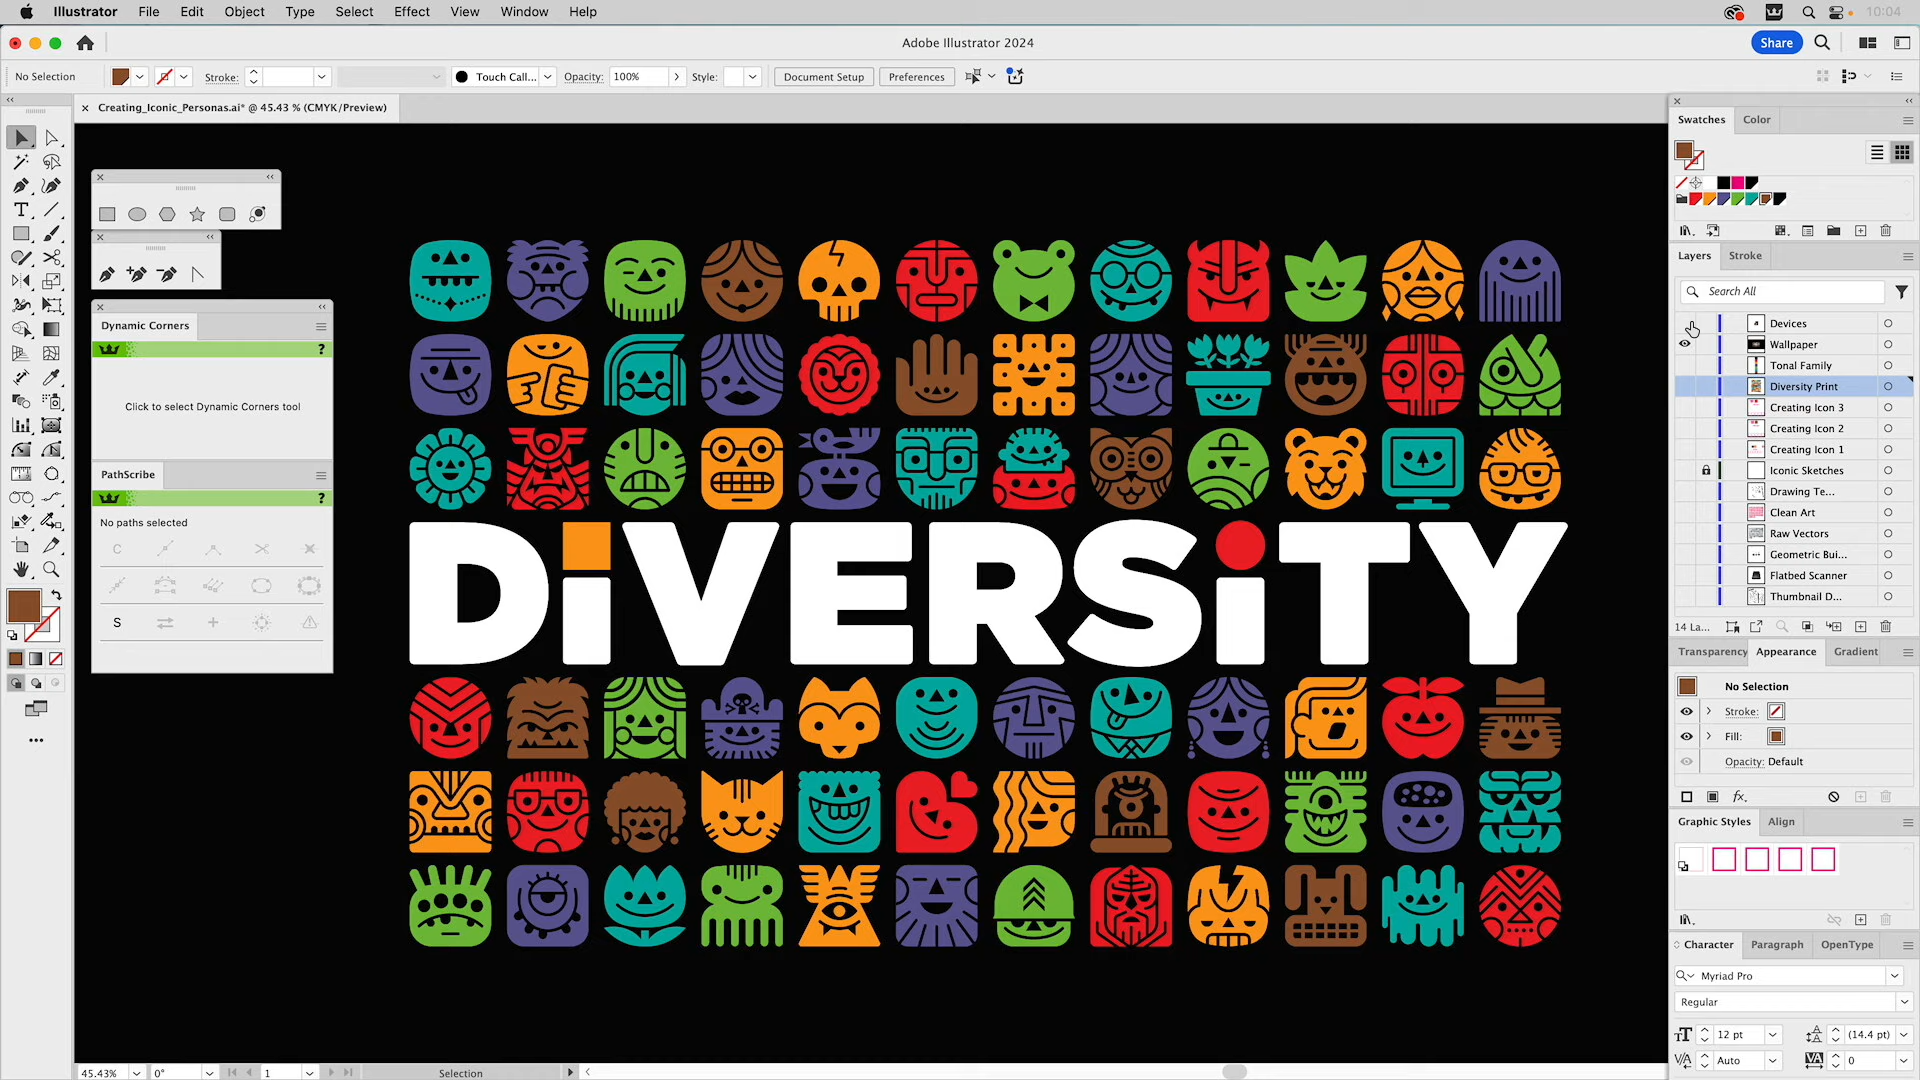 Illustrator File Edit Object Type Select Effect View Window Help 10:04
Adobe Illustrator 2024 Share
No Selection Stroke: Touch Call... Opacity: 100% Style: Document Setup Preferences
Creating_Iconic_Personas.ai* @ 45.43 % (CMYK/Preview)
Dynamic Corners
?
Click to select Dynamic Corners tool
PathScribe
?
No paths selected
C
S
DiVERSiTY
Swatches Color
Layers Stroke
Search All
Devices
Wallpaper
Tonal Family
Diversity Print
Creating Icon 3
Creating Icon 2
Creating Icon 1
Iconic Sketches
Drawing Te...
Clean Art
Raw Vectors
Geometric Bui...
Flatbed Scanner
Thumbnail D...
14 La...
Transparency Appearance Gradient
No Selection
Stroke:
Fill:
Opacity: Default
fx
Graphic Styles Align
Character Paragraph OpenType
Myriad Pro
Regular
12 pt (14.4 pt)
Auto 0
45.43% 0° 1 Selection